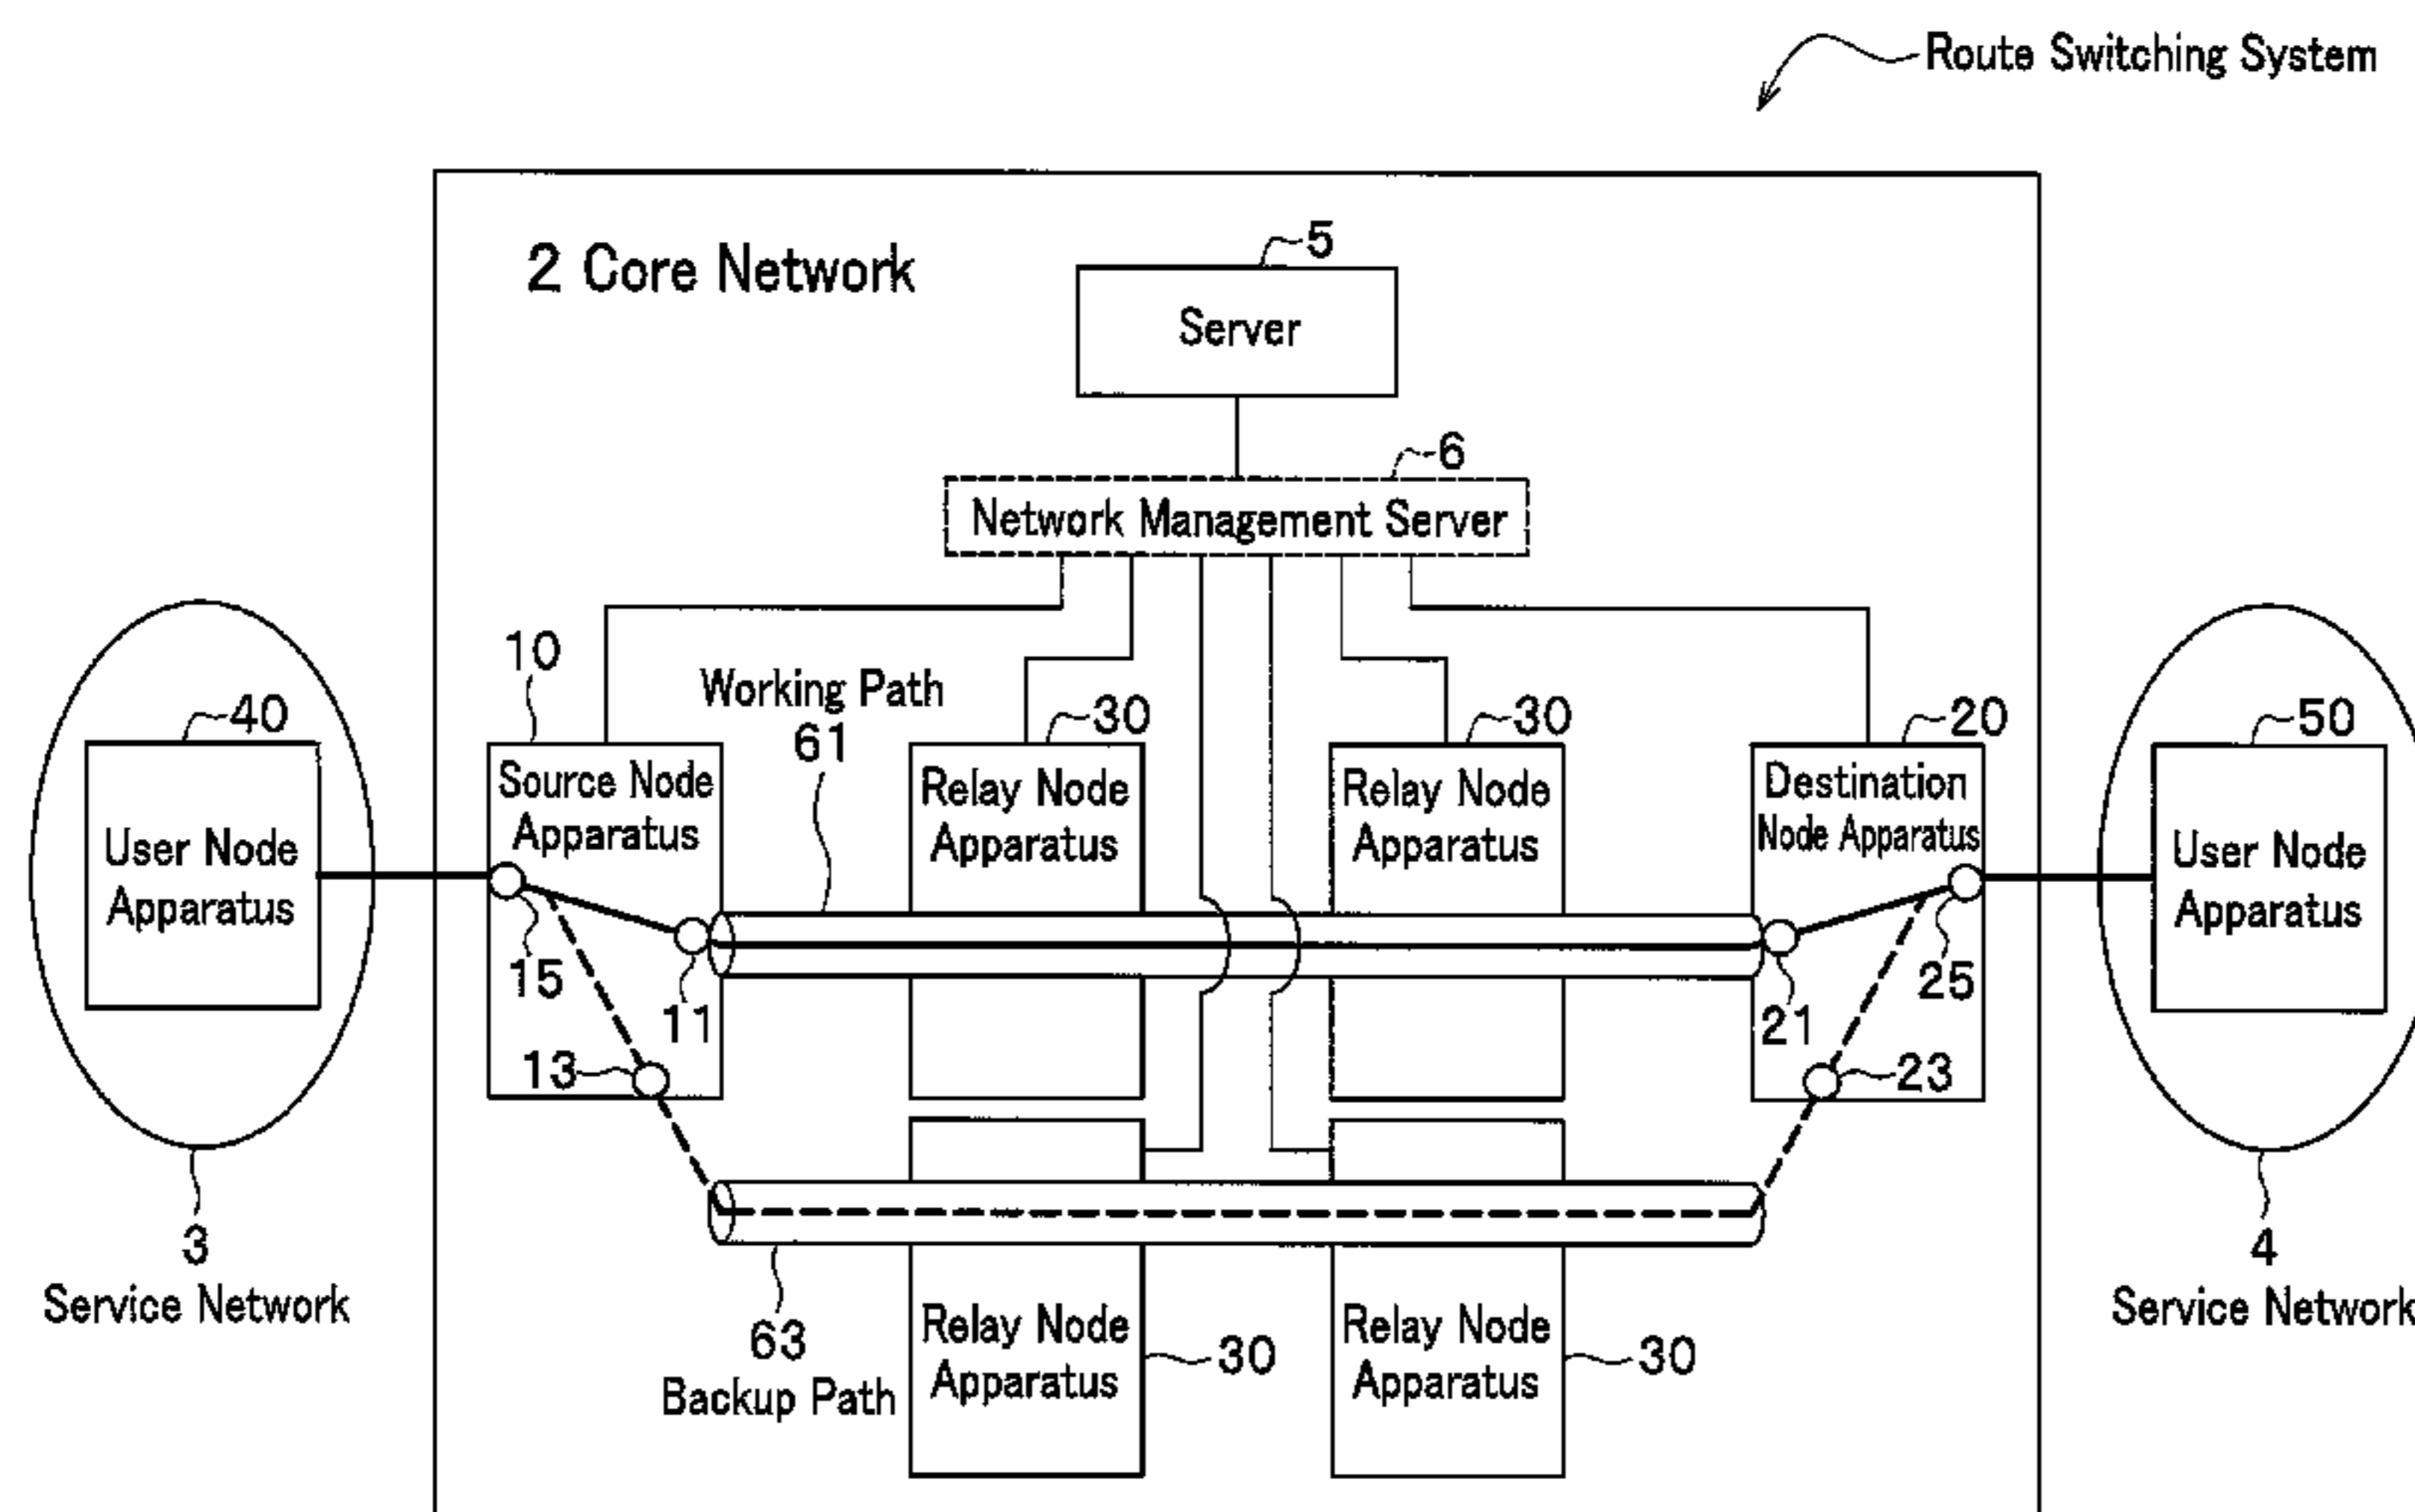 Route Switching System
2 Core Network
5
Server
6
Network Management Server
10
Working Path
61
40
30
30
20
50
Source Node
Apparatus
Relay Node
Apparatus
Relay Node
Apparatus
Destination
Node Apparatus
User Node
Apparatus
User Node
Apparatus
15
11
21
25
13
23
3
Service Network
4
Service Network
63
Backup Path
Relay Node
Apparatus
30
Relay Node
Apparatus
30